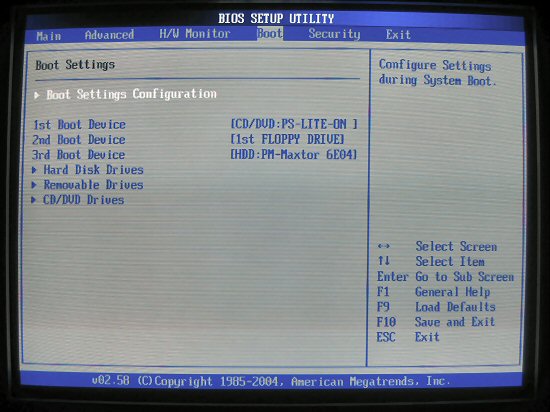 BIOS SETUP UTILITY
Main Advanced H/W Monitor Boot Security Exit
Boot Settings
Boot Settings Configuration
1st Boot Device [CD/DVD:PS-LITE-ON ]
2nd Boot Device [1st FLOPPY DRIVE]
3rd Boot Device [HDD:PM-Maxtor 6E04]
Hard Disk Drives
Removable Drives
CD/DVD Drives
Configure Settings
during System Boot.
↔ Select Screen
↑↓ Select Item
Enter Go to Sub Screen
F1 General Help
F9 Load Defaults
F10 Save and Exit
ESC Exit
v02.58 (C)Copyright 1985-2004, American Megatrends, Inc.